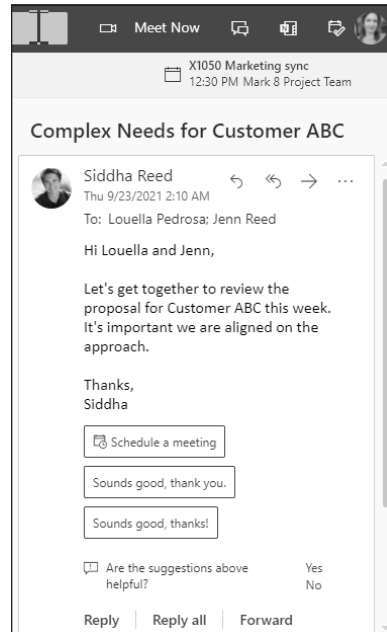 Meet Now
X1050 Marketing sync
12:30 PM Mark 8 Project Team
Complex Needs for Customer ABC
Siddha Reed
Thu 9/23/2021 2:10 AM
To: Louella Pedrosa; Jenn Reed
Hi Louella and Jenn,
Let's get together to review the
proposal for Customer ABC this week.
It's important we are aligned on the
approach.
Thanks,
Siddha
Schedule a meeting
Sounds good, thank you.
Sounds good, thanks!
Are the suggestions above Yes
helpful? No
Reply Reply all Forward